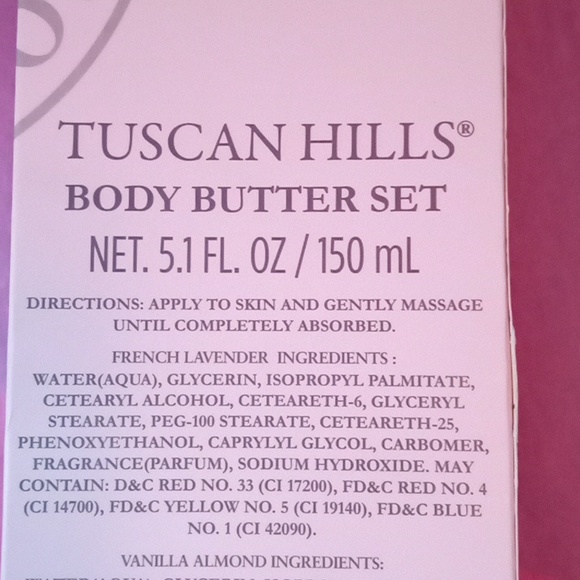 TUSCAN HILLS®
BODY BUTTER SET
NET. 5.1 FL. OZ / 150 mL
DIRECTIONS: APPLY TO SKIN AND GENTLY MASSAGE
UNTIL COMPLETELY ABSORBED.
FRENCH LAVENDER INGREDIENTS :
WATER(AQUA), GLYCERIN, ISOPROPYL PALMITATE,
CETEARYL ALCOHOL, CETEARETH-6, GLYCERYL
STEARATE, PEG-100 STEARATE, CETEARETH-25,
PHENOXYETHANOL, CAPRYLYL GLYCOL, CARBOMER,
FRAGRANCE(PARFUM), SODIUM HYDROXIDE. MAY
CONTAIN: D&C RED NO. 33 (CI 17200), FD&C RED NO. 4
(CI 14700), FD&C YELLOW NO. 5 (CI 19140), FD&C BLUE
NO. 1 (CI 42090).
VANILLA ALMOND INGREDIENTS: